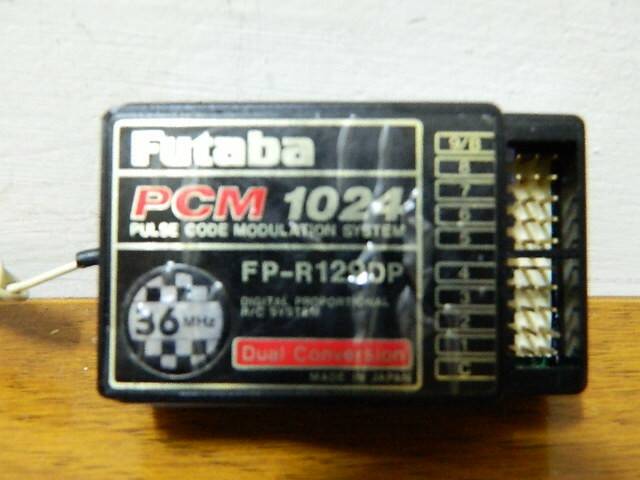 Futaba
PCM 1024
PULSE CODE MODULATION SYSTEM
FP-R129DP
DIGITAL PROPORTIONAL
R/C SYSTEM
36 MHz
Dual Conversion
MADE IN JAPAN
9/B
8
7
6
5
4
3
2
1
C